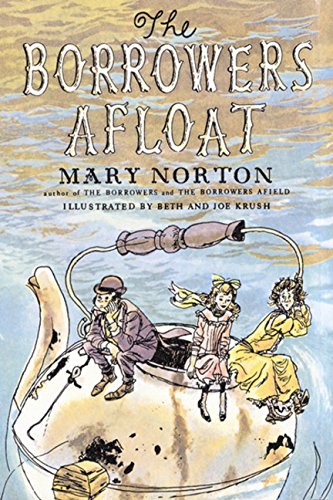 The
BORROWERS
AFLOAT
MARY NORTON
author of THE BORROWERS and THE BORROWERS AFIELD
ILLUSTRATED BY BETH AND JOE KRUSH